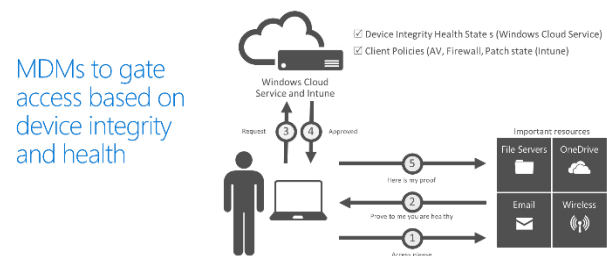 MDMs to gate
access based on
device integrity
and health
☑ Device Integrity Health State s (Windows Cloud Service)
☑ Client Policies (AV, Firewall, Patch state (Intune)
Windows Cloud
Service and Intune
Request
3
4
Approved
Important resources
File Servers
OneDrive
Email
Wireless
5
Here is my proof
2
Prove to me you are healthy
1
Access please